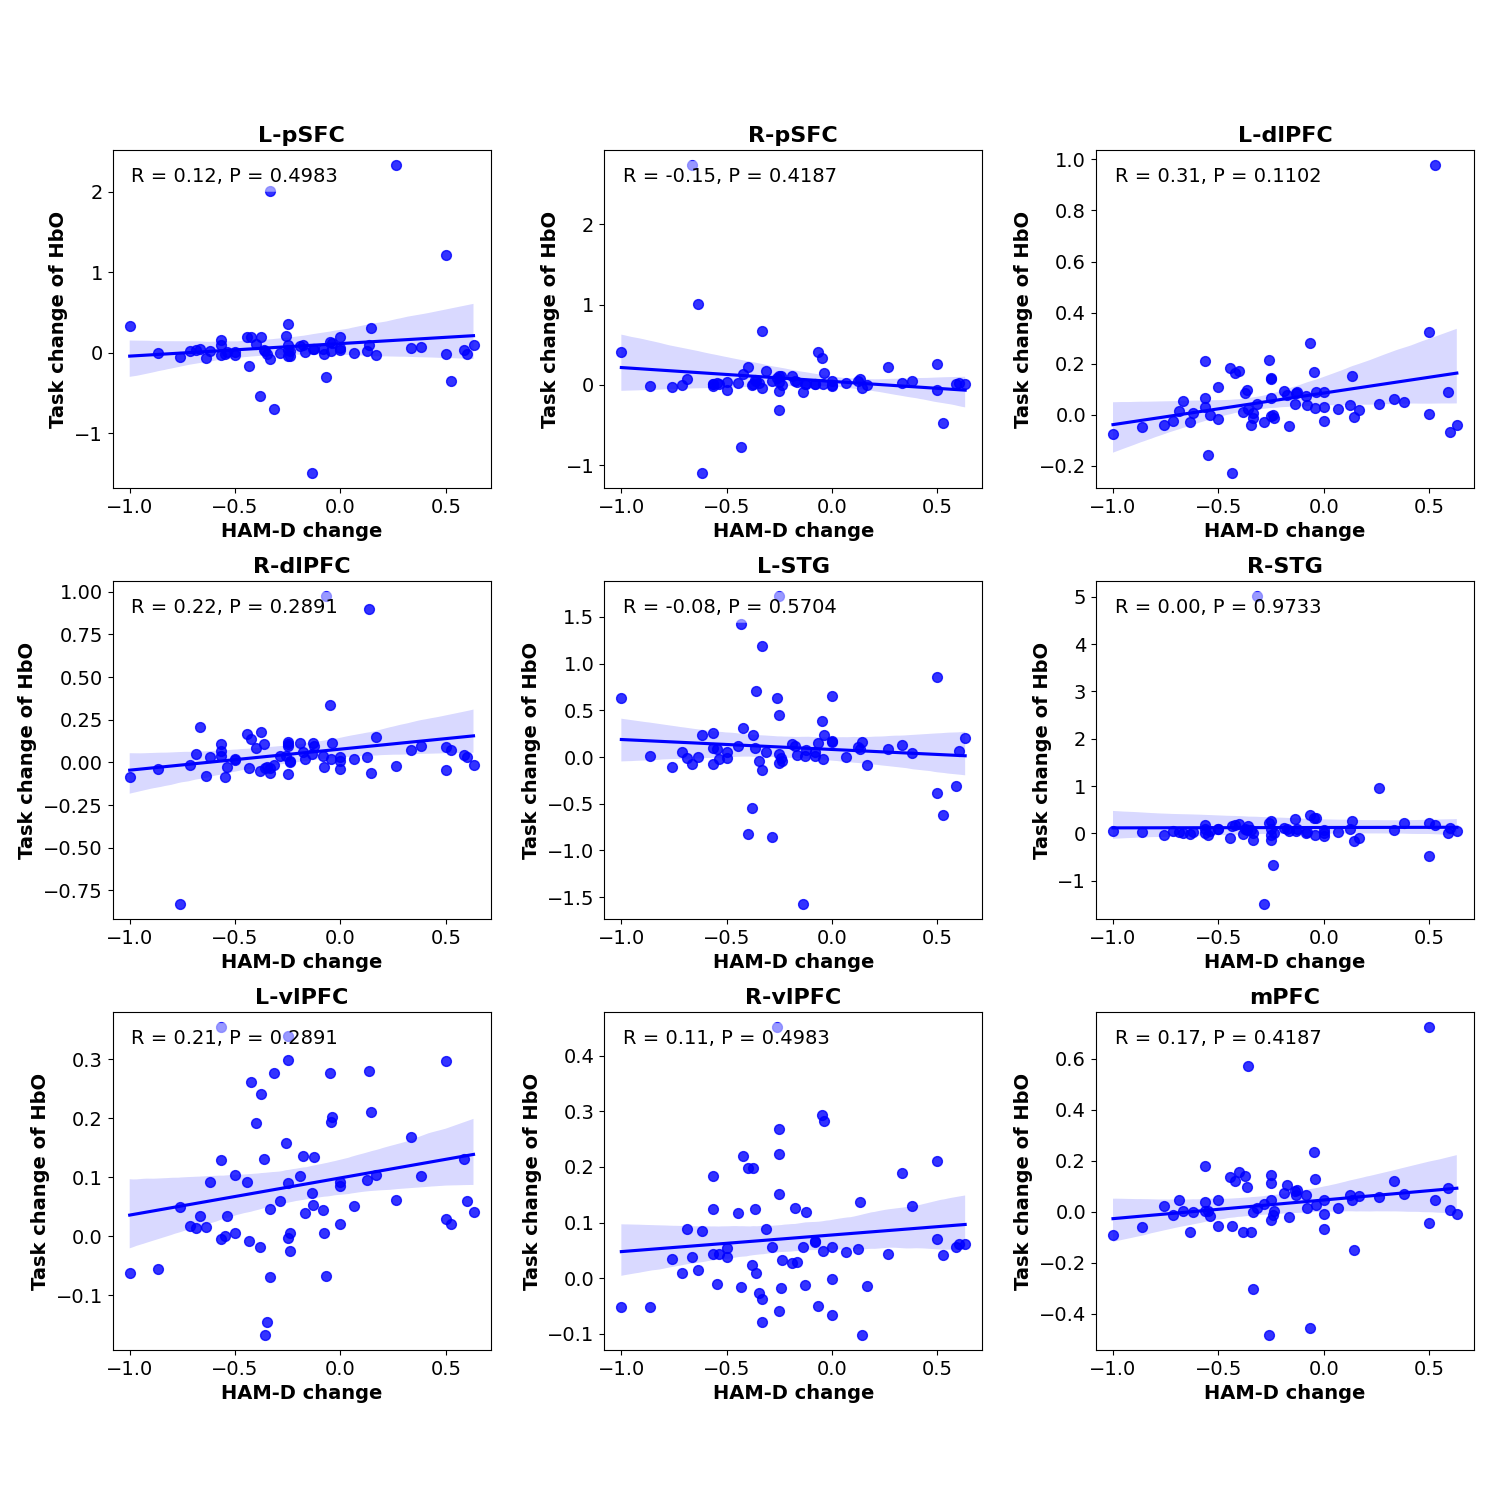 L-pSFC
R = 0.12, P = 0.4983
Task change of HbO
2
1
0
−1
−1.0 −0.5 0.0 0.5
HAM-D change
R-pSFC
R = -0.15, P = 0.4187
Task change of HbO
2
1
0
−1
−1.0 −0.5 0.0 0.5
HAM-D change
L-dlPFC
R = 0.31, P = 0.1102
Task change of HbO
1.0
0.8
0.6
0.4
0.2
0.0
−0.2
−1.0 −0.5 0.0 0.5
HAM-D change
R-dlPFC
R = 0.22, P = 0.2891
Task change of HbO
1.00
0.75
0.50
0.25
0.00
−0.25
−0.50
−0.75
−1.0 −0.5 0.0 0.5
HAM-D change
L-STG
R = -0.08, P = 0.5704
Task change of HbO
1.5
1.0
0.5
0.0
−0.5
−1.0
−1.5
−1.0 −0.5 0.0 0.5
HAM-D change
R-STG
R = 0.00, P = 0.9733
Task change of HbO
5
4
3
2
1
0
−1
−1.0 −0.5 0.0 0.5
HAM-D change
L-vlPFC
R = 0.21, P = 0.2891
Task change of HbO
0.3
0.2
0.1
0.0
−0.1
−1.0 −0.5 0.0 0.5
HAM-D change
R-vlPFC
R = 0.11, P = 0.4983
Task change of HbO
0.4
0.3
0.2
0.1
0.0
−0.1
−1.0 −0.5 0.0 0.5
HAM-D change
mPFC
R = 0.17, P = 0.4187
Task change of HbO
0.6
0.4
0.2
0.0
−0.2
−0.4
−1.0 −0.5 0.0 0.5
HAM-D change